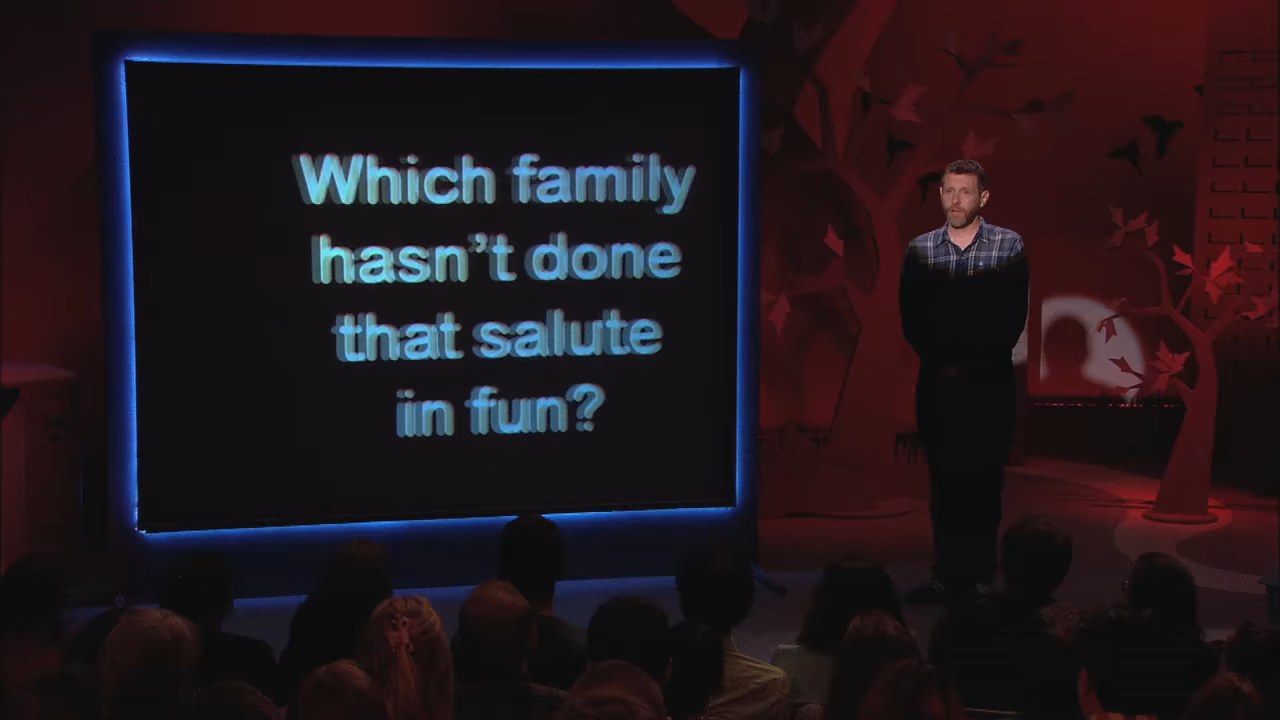 Which family
hasn’t done
that salute
in fun?